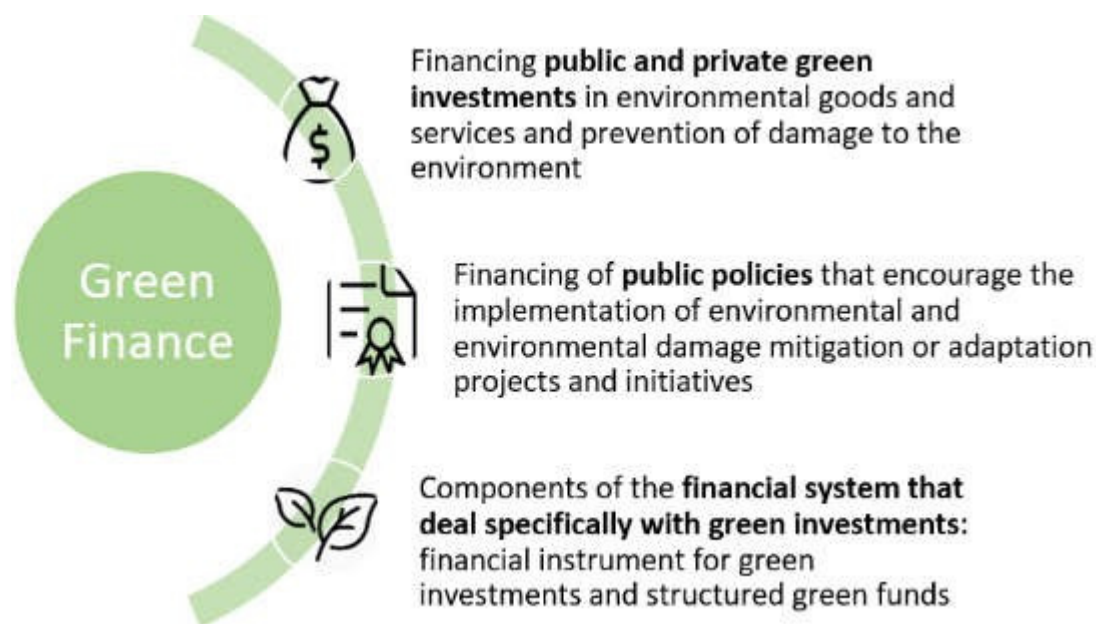 Green
Finance
Financing public and private green
investments in environmental goods and
services and prevention of damage to the
environment
$
Financing of public policies that encourage the
implementation of environmental and
environmental damage mitigation or adaptation
projects and initiatives
Components of the financial system that
deal specifically with green investments:
financial instrument for green
investments and structured green funds